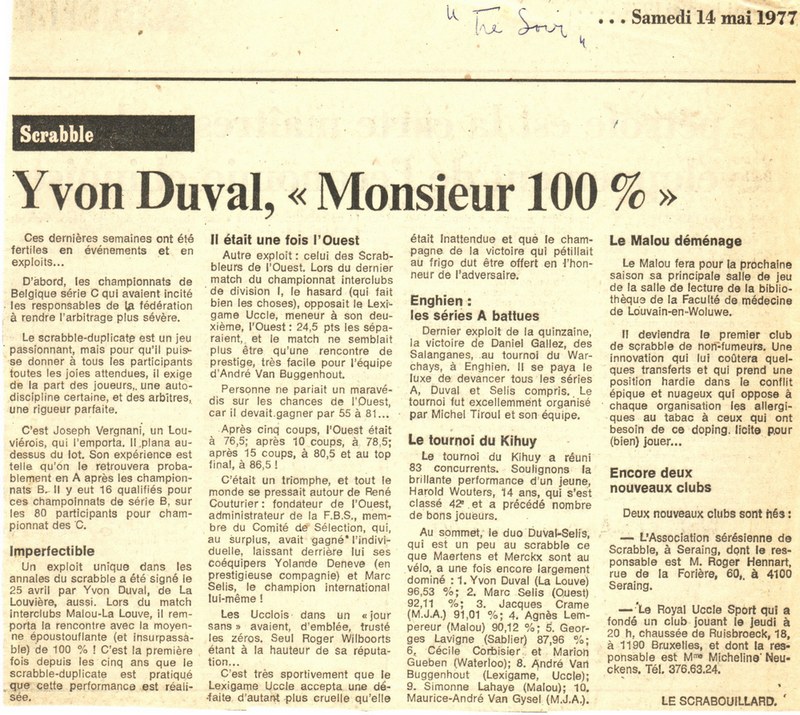 " Le Soir "
... Samedi 14 mai 1977
Scrabble
Yvon Duval, « Monsieur 100 % »
Ces dernières semaines ont été
fertiles en événements et en
exploits...
D'abord, les championnats de
Belgique série C qui avaient incité
les responsables de la fédération
à rendre l'arbitrage plus sévère.
Le scrabble-duplicate est un jeu
passionnant, mais pour qu'il puis-
se donner à tous les participants
toutes les joies attendues, il exige
de la part des joueurs, une auto-
discipline certaine, et des arbitres,
une rigueur parfaite.
C'est Joseph Vergnani, un Lou-
viérois, qui l'emporta. Il plana au-
dessus du lot. Son expérience est
telle qu'on le retrouvera proba-
blement en A après les champion-
nats B. Il y eut 16 qualifiés pour
ces champoinnats de série B, sur
les 80 participants pour cham-
pionnat des C.
Imperfectible
Un exploit unique dans les
annales du scrabble a été signé le
25 avril par Yvon Duval, de La
Louvière, aussi. Lors du match
interclubs Malou-La Louve, il rem-
porta la rencontre avec la moyen-
ne époustouflante (et insurpassa-
ble) de 100 % ! C'est la première
fois depuis les cinq ans que le
scrabble-duplicate est pratiqué
que cette performance est réali-
sée.
Il était une fois l'Ouest
Autre exploit : celui des Scrab-
bleurs de l'Ouest. Lors du dernier
match du championnat interclubs
de division I, le hasard (qui fait
bien les choses), opposait le Lexi-
game Uccle, meneur à son deu-
xième, l'Ouest : 24,5 pts les sépa-
raient, et le match ne semblait
plus être qu'une rencontre de
prestige, très facile pour l'équipe
d'André Van Buggenhout.
Personne ne pariait un maravé-
dis sur les chances de l'Ouest,
car il devait gagner par 55 à 81...
Après cinq coups, l'Ouest était
à 76,5; après 10 coups, à 78,5;
après 15 coups, à 80,5 et au top
final, à 86,5 !
C'était un triomphe, et tout le
monde se pressait autour de René
Couturier : fondateur de l'Ouest,
administrateur de la F.B.S., mem-
bre du Comité de Sélection, qui,
au surplus, avait gagné l'indivi-
duelle, laissant derrière lui ses
coéquiers Yolande Deneve (en
prestigieuse compagnie) et Marc
Selis, le champion international
lui-même !
Les Ucclois dans un « jour
sans » avaient, d'emblée, trusté
les zéros. Seul Roger Wilboorts
étant à la hauteur de sa réputa-
tion...
C'est très sportivement que le
Lexigame Uccle accepta une dé-
faite d'autant plus cruelle qu'elle
était inattendue et que le cham-
pagne de la victoire qui pétillait
au frigo dut être offert en l'hon-
neur de l'adversaire.
Enghien :
les séries A battues
Dernier exploit de la quinzaine,
la victoire de Daniel Gallez, des
Salanganes, au tournoi du War-
chays, à Enghien. Il se paya le
luxe de devancer tous les séries
A, Duval et Selis compris. Le
tournoi fut excellemment organisé
par Michel Tiroul et son équipe.
Le tournoi du Kihuy
Le tournoi du Kihuy a réuni
83 concurrents. Soulignons la
brillante performance d'un jeune,
Harold Wouters, 14 ans, qui s'est
classé 42e et a précédé nombre
de bons joueurs.
Au sommet, le duo Duval-Selis,
qui est un peu au scrabble ce
que Maertens et Merckx sont au
vélo, a une fois encore largement
dominé : 1. Yvon Duval (La Louve)
96,53 %; 2. Marc Selis (Ouest)
92,11 %; 3. Jacques Crame
(M.J.A.) 91,01 %; 4. Agnès Lem-
pereur (Malou) 90,12 %; 5. Geor-
ges Lavigne (Sablier) 87,96 %;
6, Cécile Corbisier et Marion
Gueben (Waterloo); 8. André Van
Buggenhout (Lexigame, Uccle);
9. Simonne Lahaye (Malou); 10.
Maurice-André Van Gysel (M.J.A.).
Le Malou déménage
Le Malou fera pour la prochaine
saison sa principale salle de jeu
de la salle de lecture de la biblio-
thèque de la Faculté de médecine
de Louvain-en-Woluwe.
Il deviendra le premier club
de scrabble de non-fumeurs. Une
innovation qui lui coûtera quel-
ques transferts et qui prend une
position hardie dans le conflit
épique et nuageux qui oppose à
chaque organisation les allergi-
ques au tabac à ceux qui ont
besoin de ce doping licite pour
(bien) jouer...
Encore deux
nouveaux clubs
Deux nouveaux clubs sont nés :
— L'Association sérésienne de
Scrabble, à Seraing, dont le res-
ponsable est M. Roger Hennart,
rue de la Forière, 60, à 4100
Seraing.
— Le Royal Uccle Sport qui a
fondé un club jouant le jeudi à
20 h, chaussée de Ruisbroeck, 18,
à 1190 Bruxelles, et dont la res-
ponsable est Mme Micheline Neu-
ckens. Tél. 376.63.24.
LE SCRABOUILLARD.